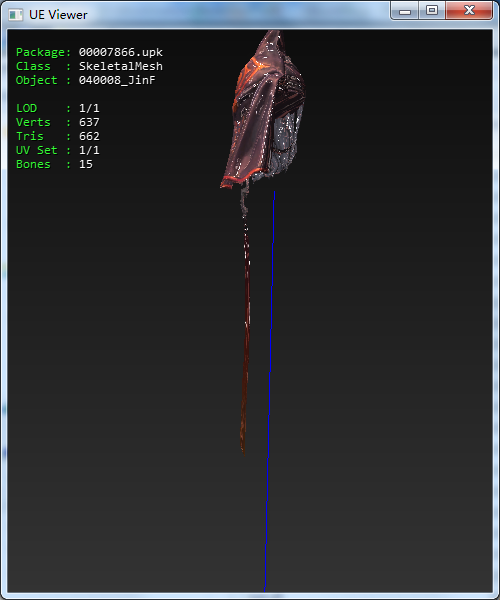 UE Viewer
Package: 00007866.upk
Class  : SkeletalMesh
Object : 040008_JinF
LOD    : 1/1
Verts  : 637
Tris   : 662
UV Set : 1/1
Bones  : 15